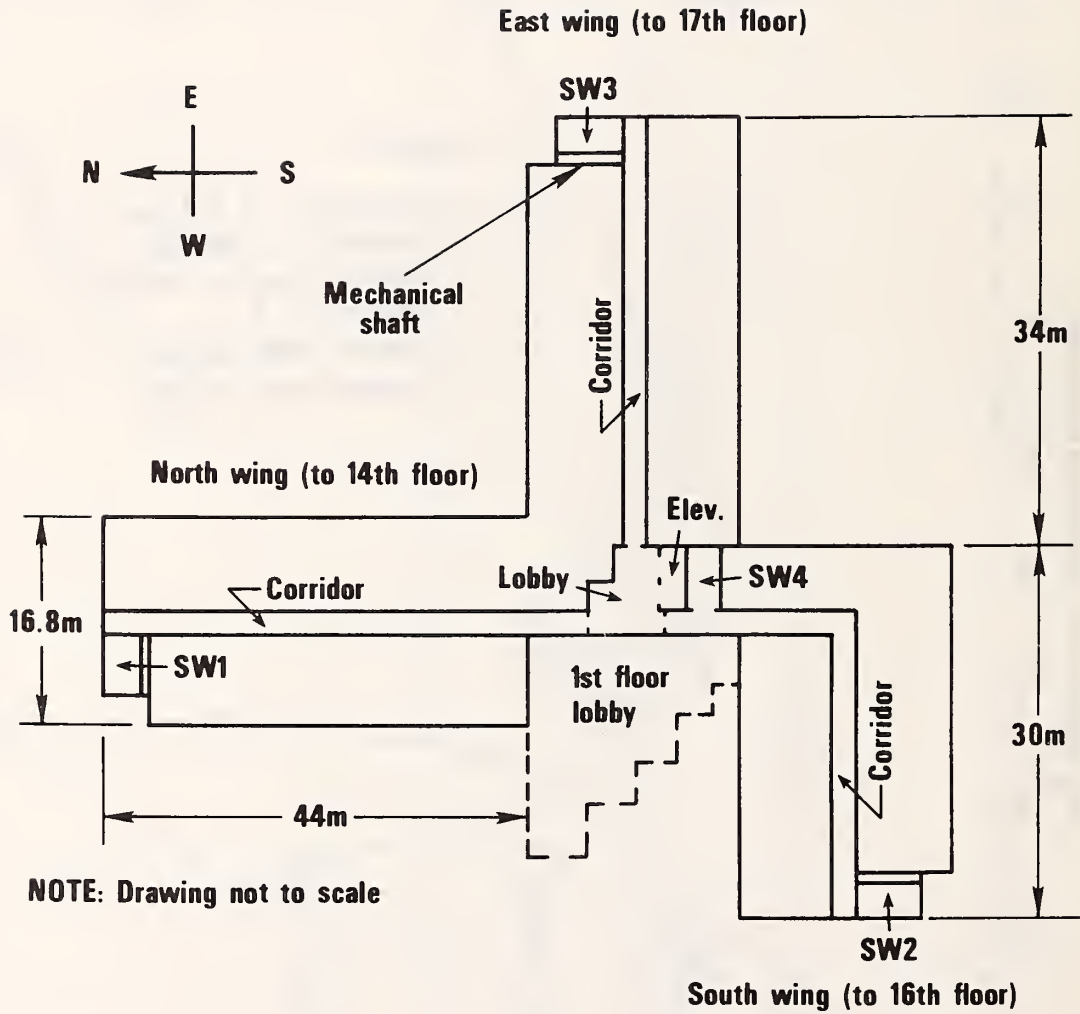 East wing (to 17th floor)
SW3
E
N
S
W
Mechanical
shaft
Corridor
34m
North wing (to 14th floor)
Elev.
Lobby
SW4
Corridor
16.8m
SW1
1st floor
lobby
Corridor
30m
44m
NOTE: Drawing not to scale
SW2
South wing (to 16th floor)